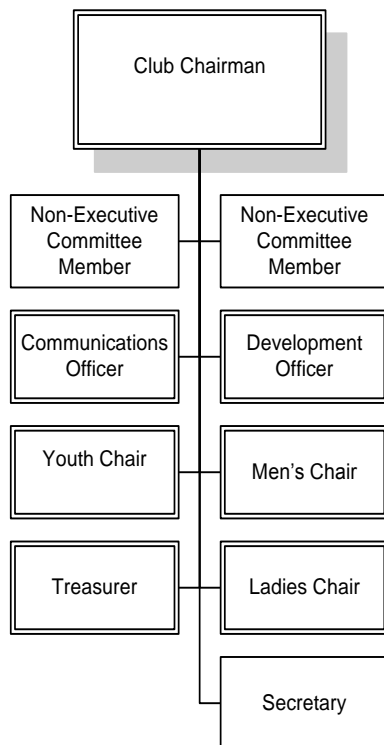 Club Chairman
Non-Executive
Committee
Member
Non-Executive
Committee
Member
Communications
Officer
Development
Officer
Youth Chair
Men's Chair
Treasurer
Ladies Chair
Secretary